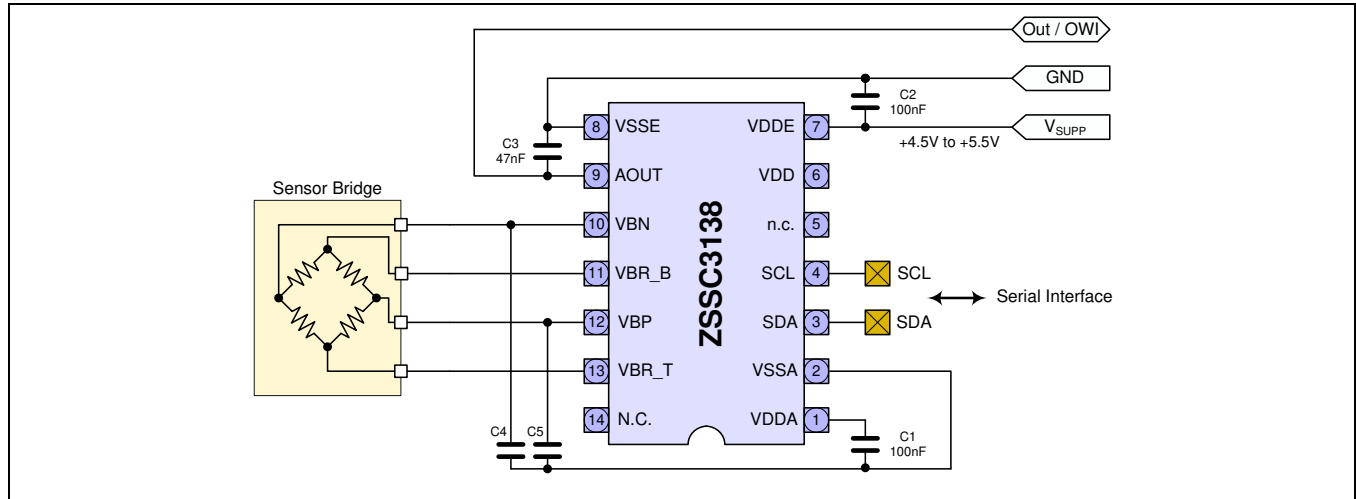 Out / OWI
GND
C2
100nF
V_SUPP
+4.5V to +5.5V
C3
47nF
8 VSSE
VDDE 7
9 AOUT
VDD 6
Sensor Bridge
10 VBN
n.c. 5
11 VBR_B
SCL 4
SCL
Serial Interface
12 VBP
SDA 3
SDA
13 VBR_T
VSSA 2
14 N.C.
VDDA 1
ZSSC3138
C4
C5
C1
100nF